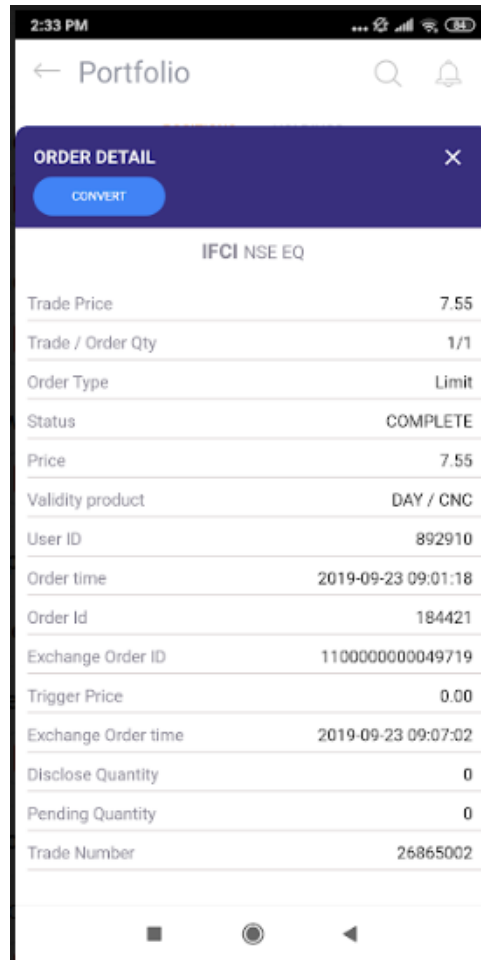 2:33 PM
... 84
Portfolio
ORDER DETAIL
CONVERT
IFCI NSE EQ
Trade Price 7.55
Trade / Order Qty 1/1
Order Type Limit
Status COMPLETE
Price 7.55
Validity product DAY / CNC
User ID 892910
Order time 2019-09-23 09:01:18
Order Id 184421
Exchange Order ID 1100000000049719
Trigger Price 0.00
Exchange Order time 2019-09-23 09:07:02
Disclose Quantity 0
Pending Quantity 0
Trade Number 26865002